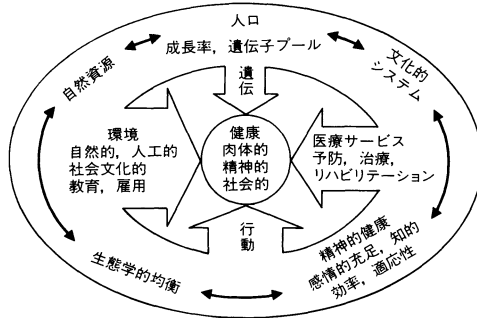 人口
成長率，遺伝子プール
自然資源
文化的
システム
遺伝
環境
自然的，人工的
社会文化的
教育，雇用
健康
肉体的
精神的
社会的
医療サービス
予防，治療，
リハビリテーション
行動
生態学的均衡
精神的健康
感情的充足，知的
効率，適応性